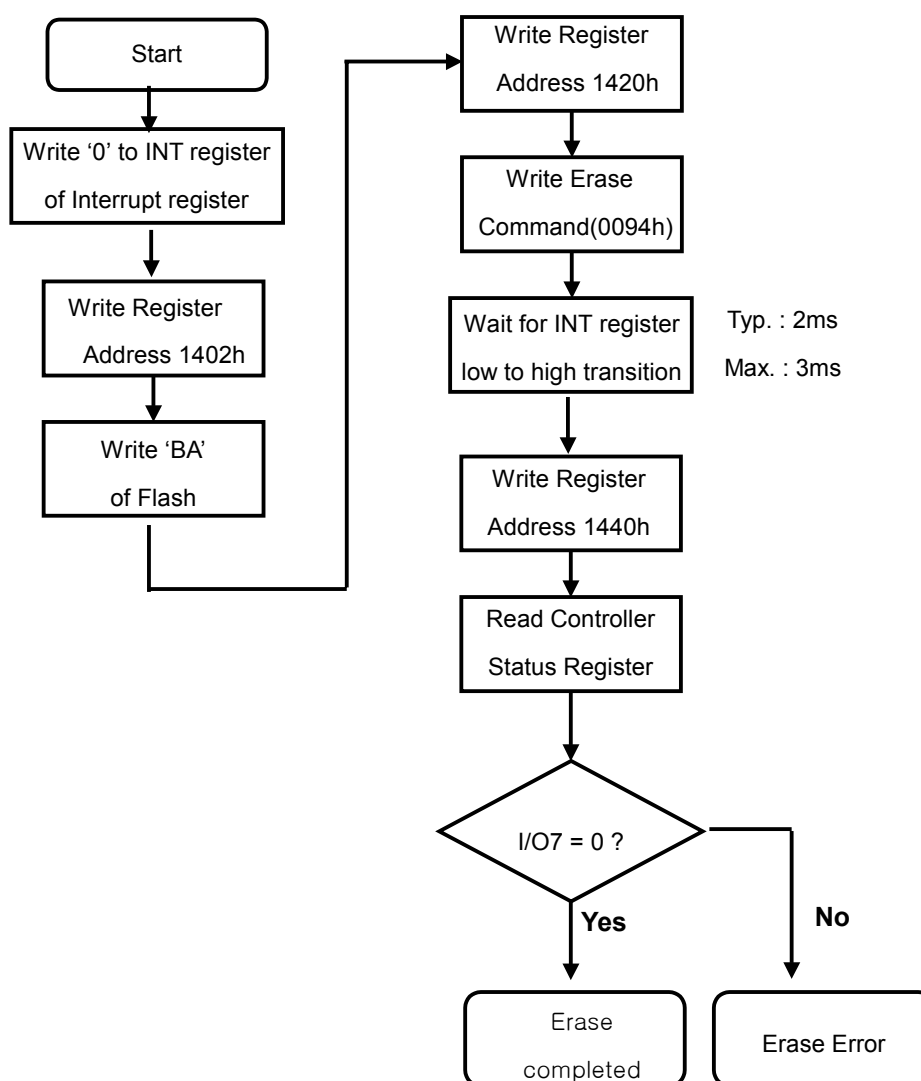 Start
Write ‘0’ to INT register
of Interrupt register
Write Register
Address 1402h
Write ‘BA’
of Flash
Write Register
Address 1420h
Write Erase
Command(0094h)
Wait for INT register
low to high transition
Typ. : 2ms
Max. : 3ms
Write Register
Address 1440h
Read Controller
Status Register
I/O7 = 0 ?
Yes
No
Erase
completed
Erase Error